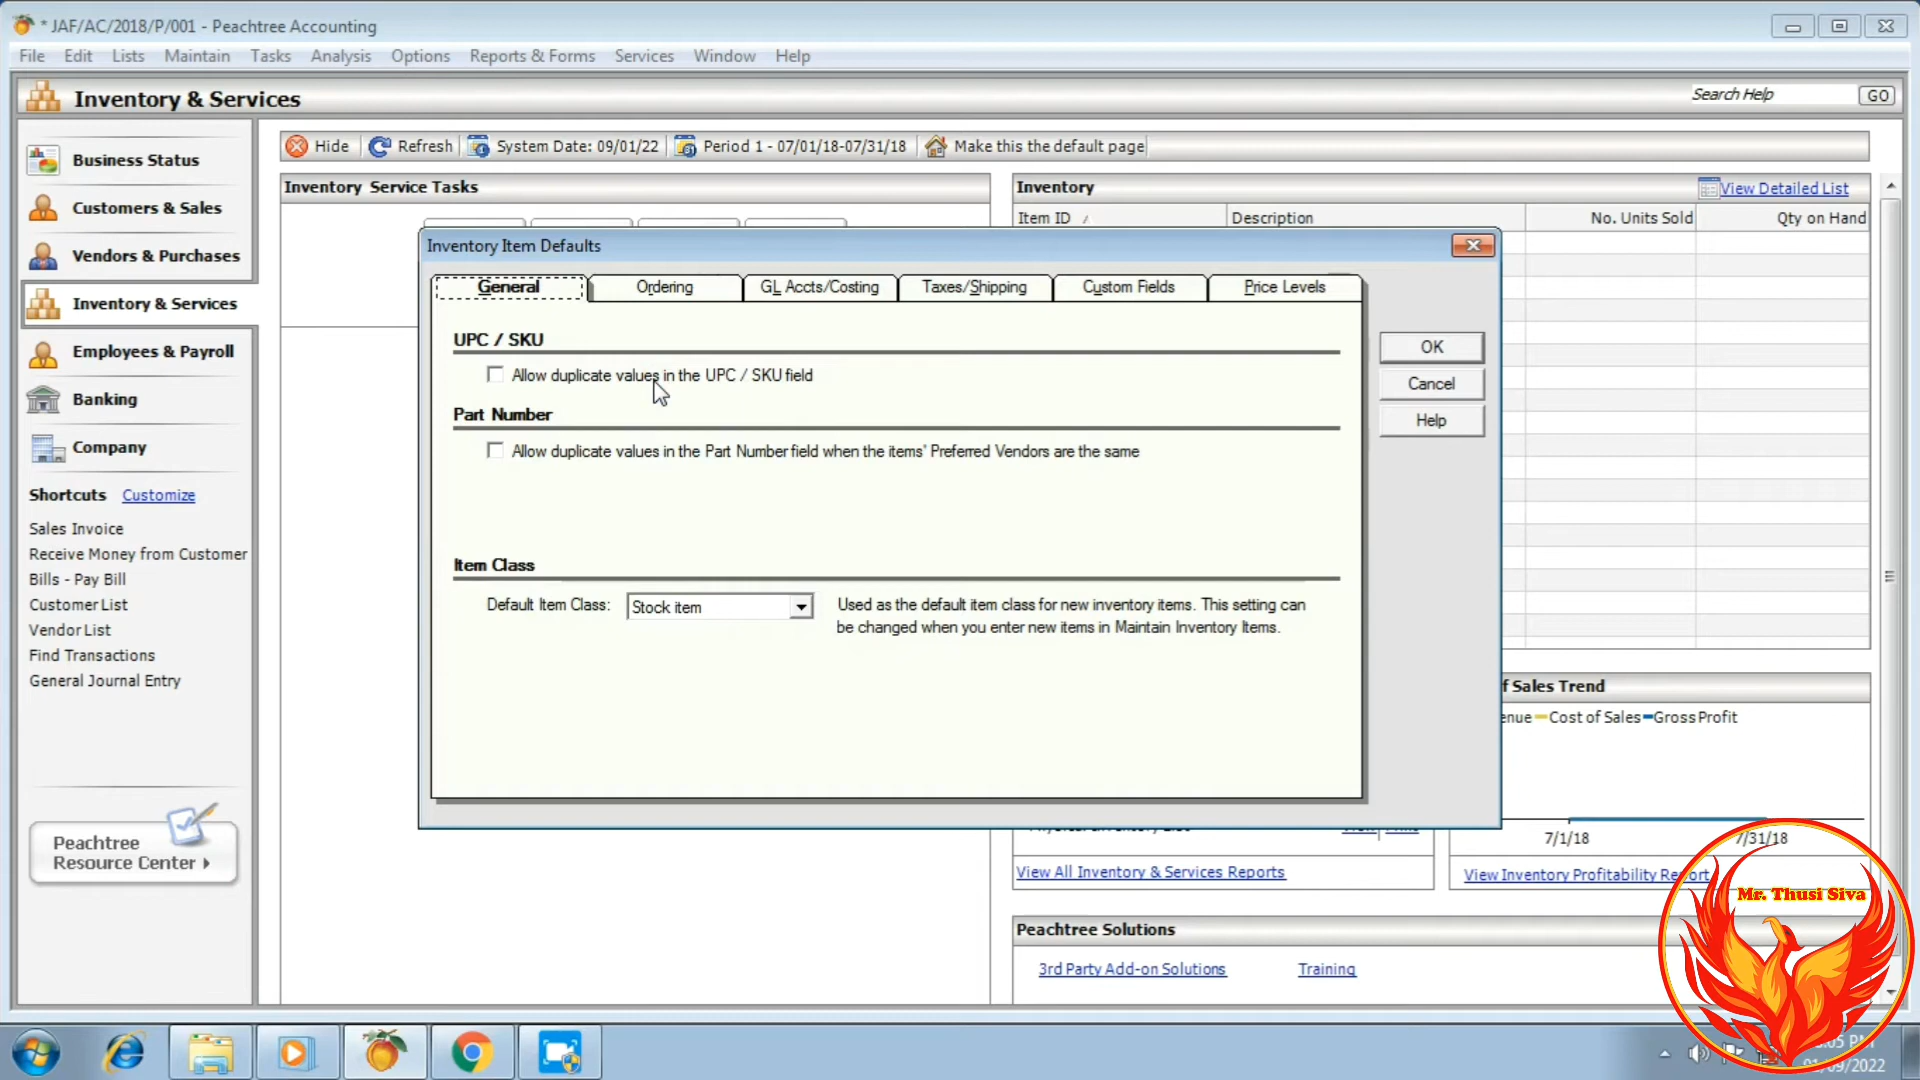 * JAF/AC/2018/P/001 - Peachtree Accounting
File Edit Lists Maintain Tasks Analysis Options Reports & Forms Services Window Help
Inventory & Services
Search Help
GO
Business Status
Customers & Sales
Vendors & Purchases
Inventory & Services
Employees & Payroll
Banking
Company
Shortcuts Customize
Sales Invoice
Receive Money from Customer
Bills - Pay Bill
Customer List
Vendor List
Find Transactions
General Journal Entry
Peachtree
Resource Center
Hide Refresh System Date: 09/01/22 Period 1 - 07/01/18-07/31/18 Make this the default page
Inventory Service Tasks
Inventory View Detailed List
Item ID / Description No. Units Sold Qty on Hand
Inventory Item Defaults
General Ordering GL Accts/Costing Taxes/Shipping Custom Fields Price Levels
UPC / SKU
Allow duplicate values in the UPC / SKU field
Part Number
Allow duplicate values in the Part Number field when the items' Preferred Vendors are the same
Item Class
Default Item Class: Stock item
Used as the default item class for new inventory items. This setting can
be changed when you enter new items in Maintain Inventory Items.
OK
Cancel
Help
f Sales Trend
enue Cost of Sales Gross Profit
7/1/18 7/31/18
View All Inventory & Services Reports
View Inventory Profitability Report
Peachtree Solutions
3rd Party Add-on Solutions Training
Mr. Thusi Siva
:05 PM
01/09/2022